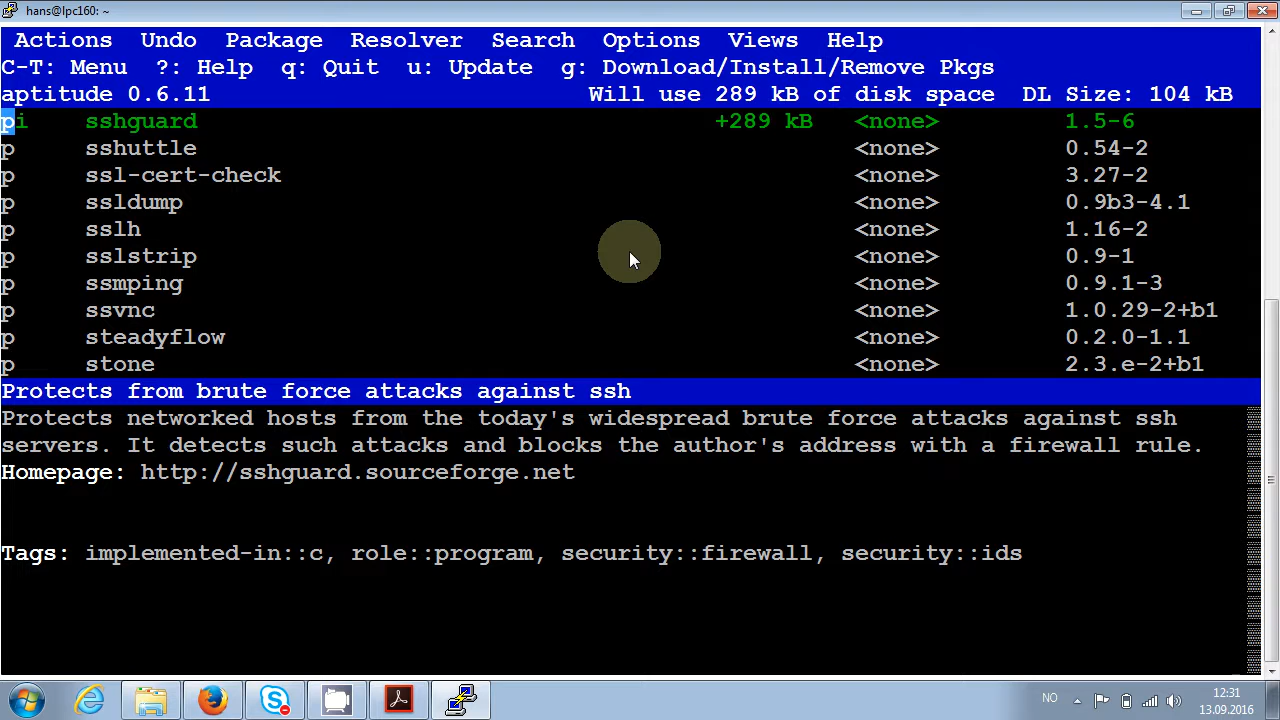 hans@lpc160: ~
Actions Undo Package Resolver Search Options Views Help
C-T: Menu ?: Help q: Quit u: Update g: Download/Install/Remove Pkgs
aptitude 0.6.11 Will use 289 kB of disk space DL Size: 104 kB
pi sshguard +289 kB <none> 1.5-6
p sshuttle <none> 0.54-2
p ssl-cert-check <none> 3.27-2
p ssldump <none> 0.9b3-4.1
p sslh <none> 1.16-2
p sslstrip <none> 0.9-1
p ssmping <none> 0.9.1-3
p ssvnc <none> 1.0.29-2+b1
p steadyflow <none> 0.2.0-1.1
p stone <none> 2.3.e-2+b1
Protects from brute force attacks against ssh
Protects networked hosts from the today's widespread brute force attacks against ssh
servers. It detects such attacks and blocks the author's address with a firewall rule.
Homepage: http://sshguard.sourceforge.net
Tags: implemented-in::c, role::program, security::firewall, security::ids
NO
12:31
13.09.2016